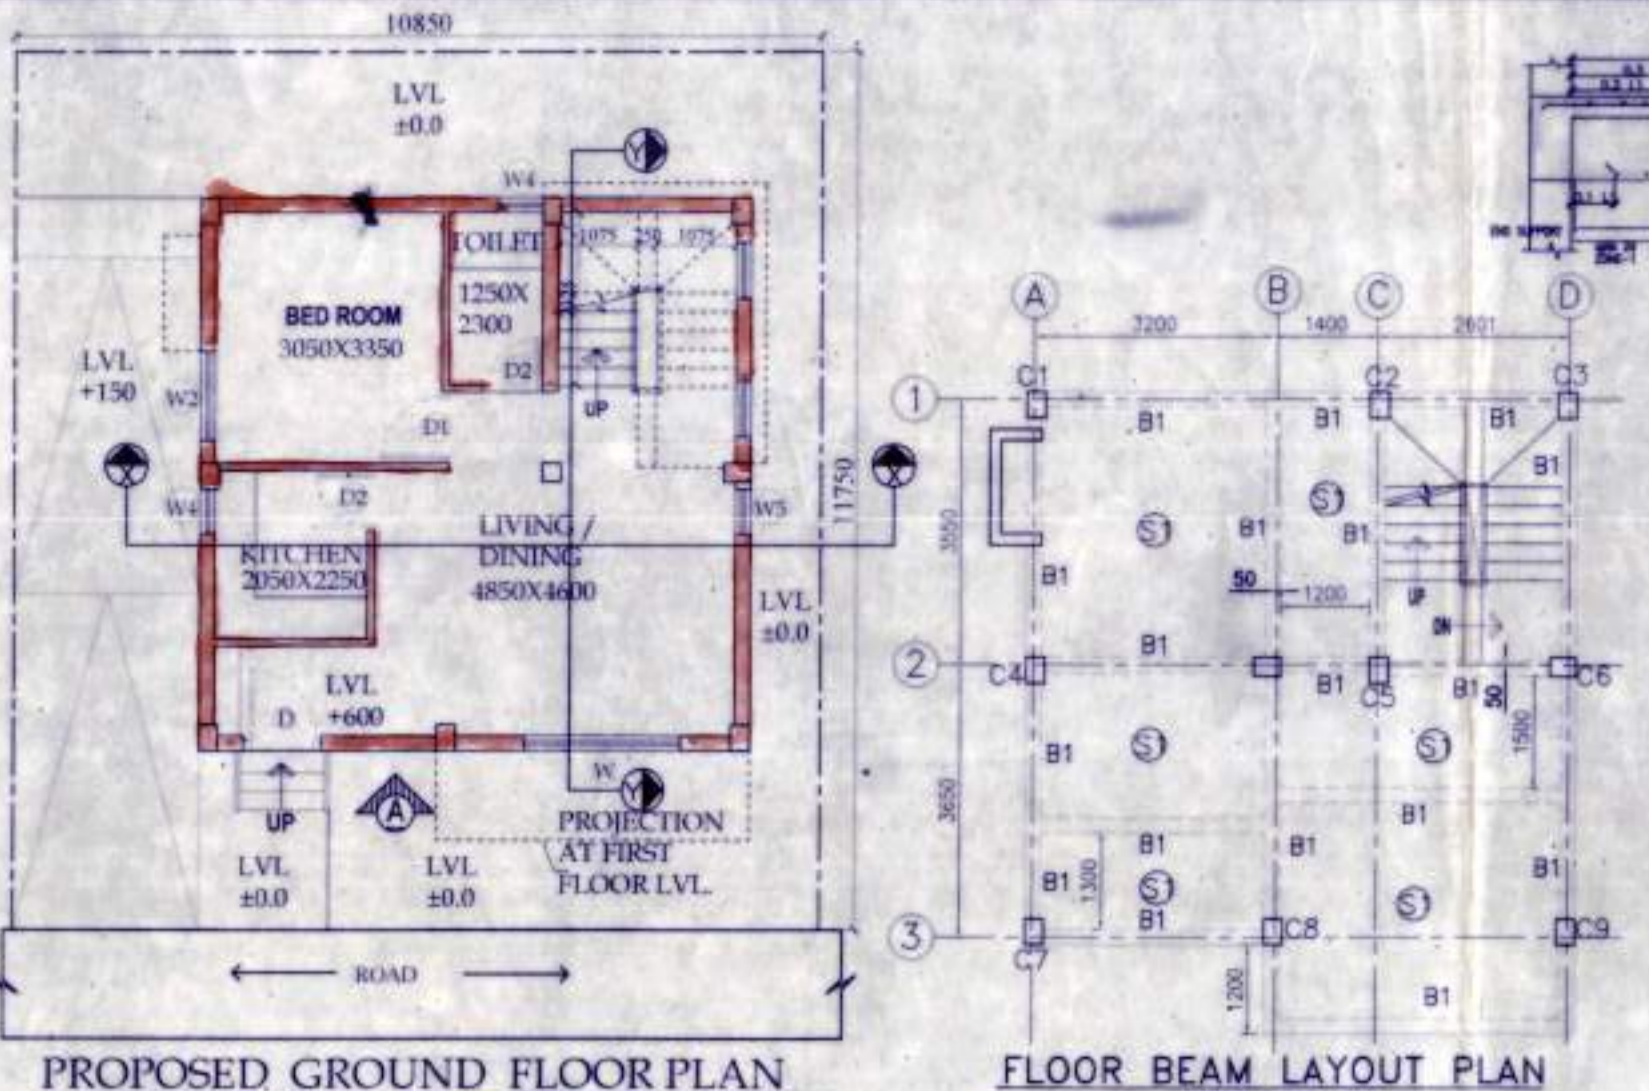 10850
LVL
±0.0
Y
W4
TOILET
1075 250 1075
1250X
2300
BED ROOM
3050X3350
D2
UP
LVL
+150
W2
D1
X
X
D2
W4
W5
11750
LIVING /
DINING
4850X4600
KITCHEN
2050X2250
LVL
±0.0
LVL
+600
D
W
Y
A
UP
PROJECTION
AT FIRST
FLOOR LVL.
LVL
±0.0
LVL
±0.0
ROAD
PROPOSED GROUND FLOOR PLAN
END SUPPORT
A B C D
3200 1400 2601
C1 C2 C3
1
B1 B1 B1
B1
S1 S1
B1 B1
3550
B1
50
1200
UP
DN
B1
2
C4 C5 C6
B1 B1
50
1500
B1 S1 S1
3650
B1
B1 B1
B1
B1 1300 S1 S1
B1
3
C7 C8 C9
1200
B1
FLOOR BEAM LAYOUT PLAN